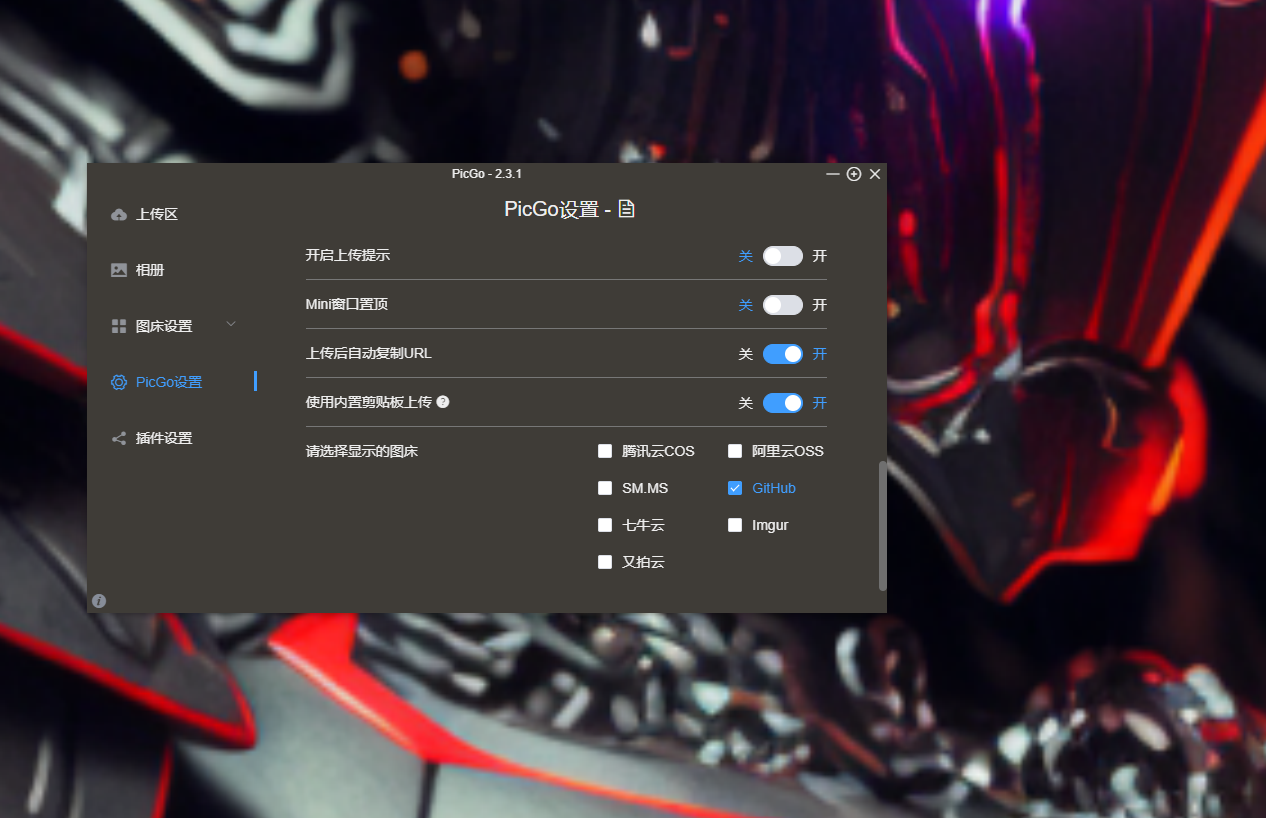 PicGo - 2.3.1
上传区
相册
图床设置
PicGo设置
插件设置
PicGo设置 -
开启上传提示 关 开
Mini窗口置顶 关 开
上传后自动复制URL 关 开
使用内置剪贴板上传 关 开
请选择显示的图床 腾讯云COS 阿里云OSS
SM.MS GitHub
七牛云 Imgur
又拍云